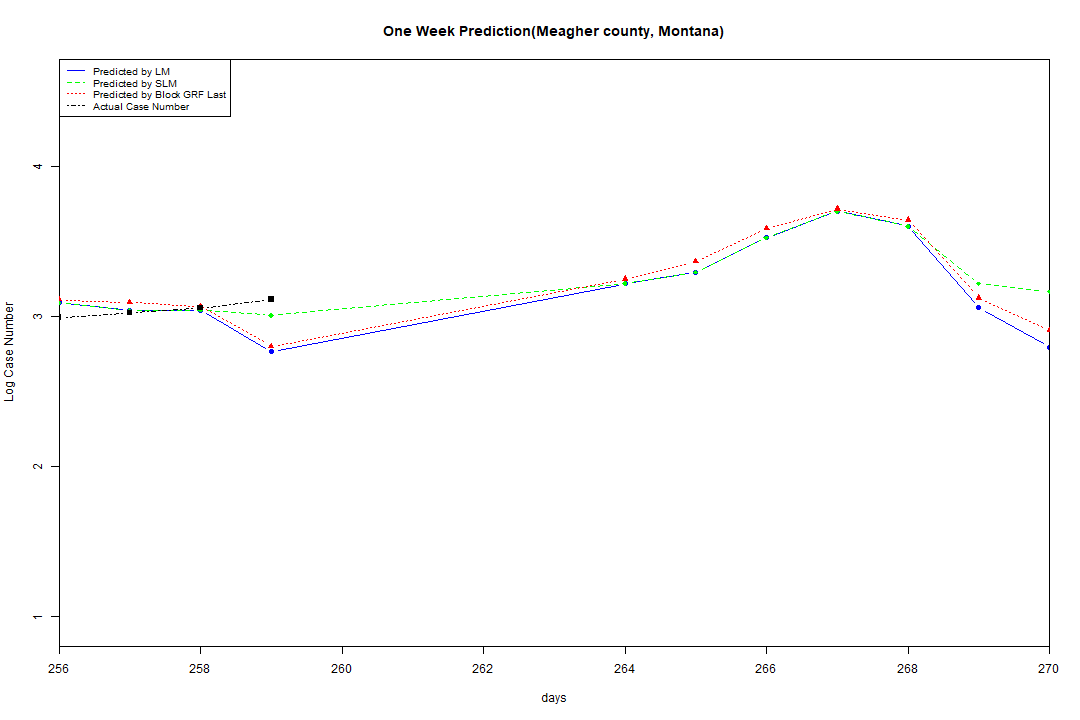 One Week Prediction(Meagher county, Montana)
Predicted by LM
Predicted by SLM
Predicted by Block GRF Last
Actual Case Number
4
3
2
1
Log Case Number
256 258 260 262 264 266 268 270
days